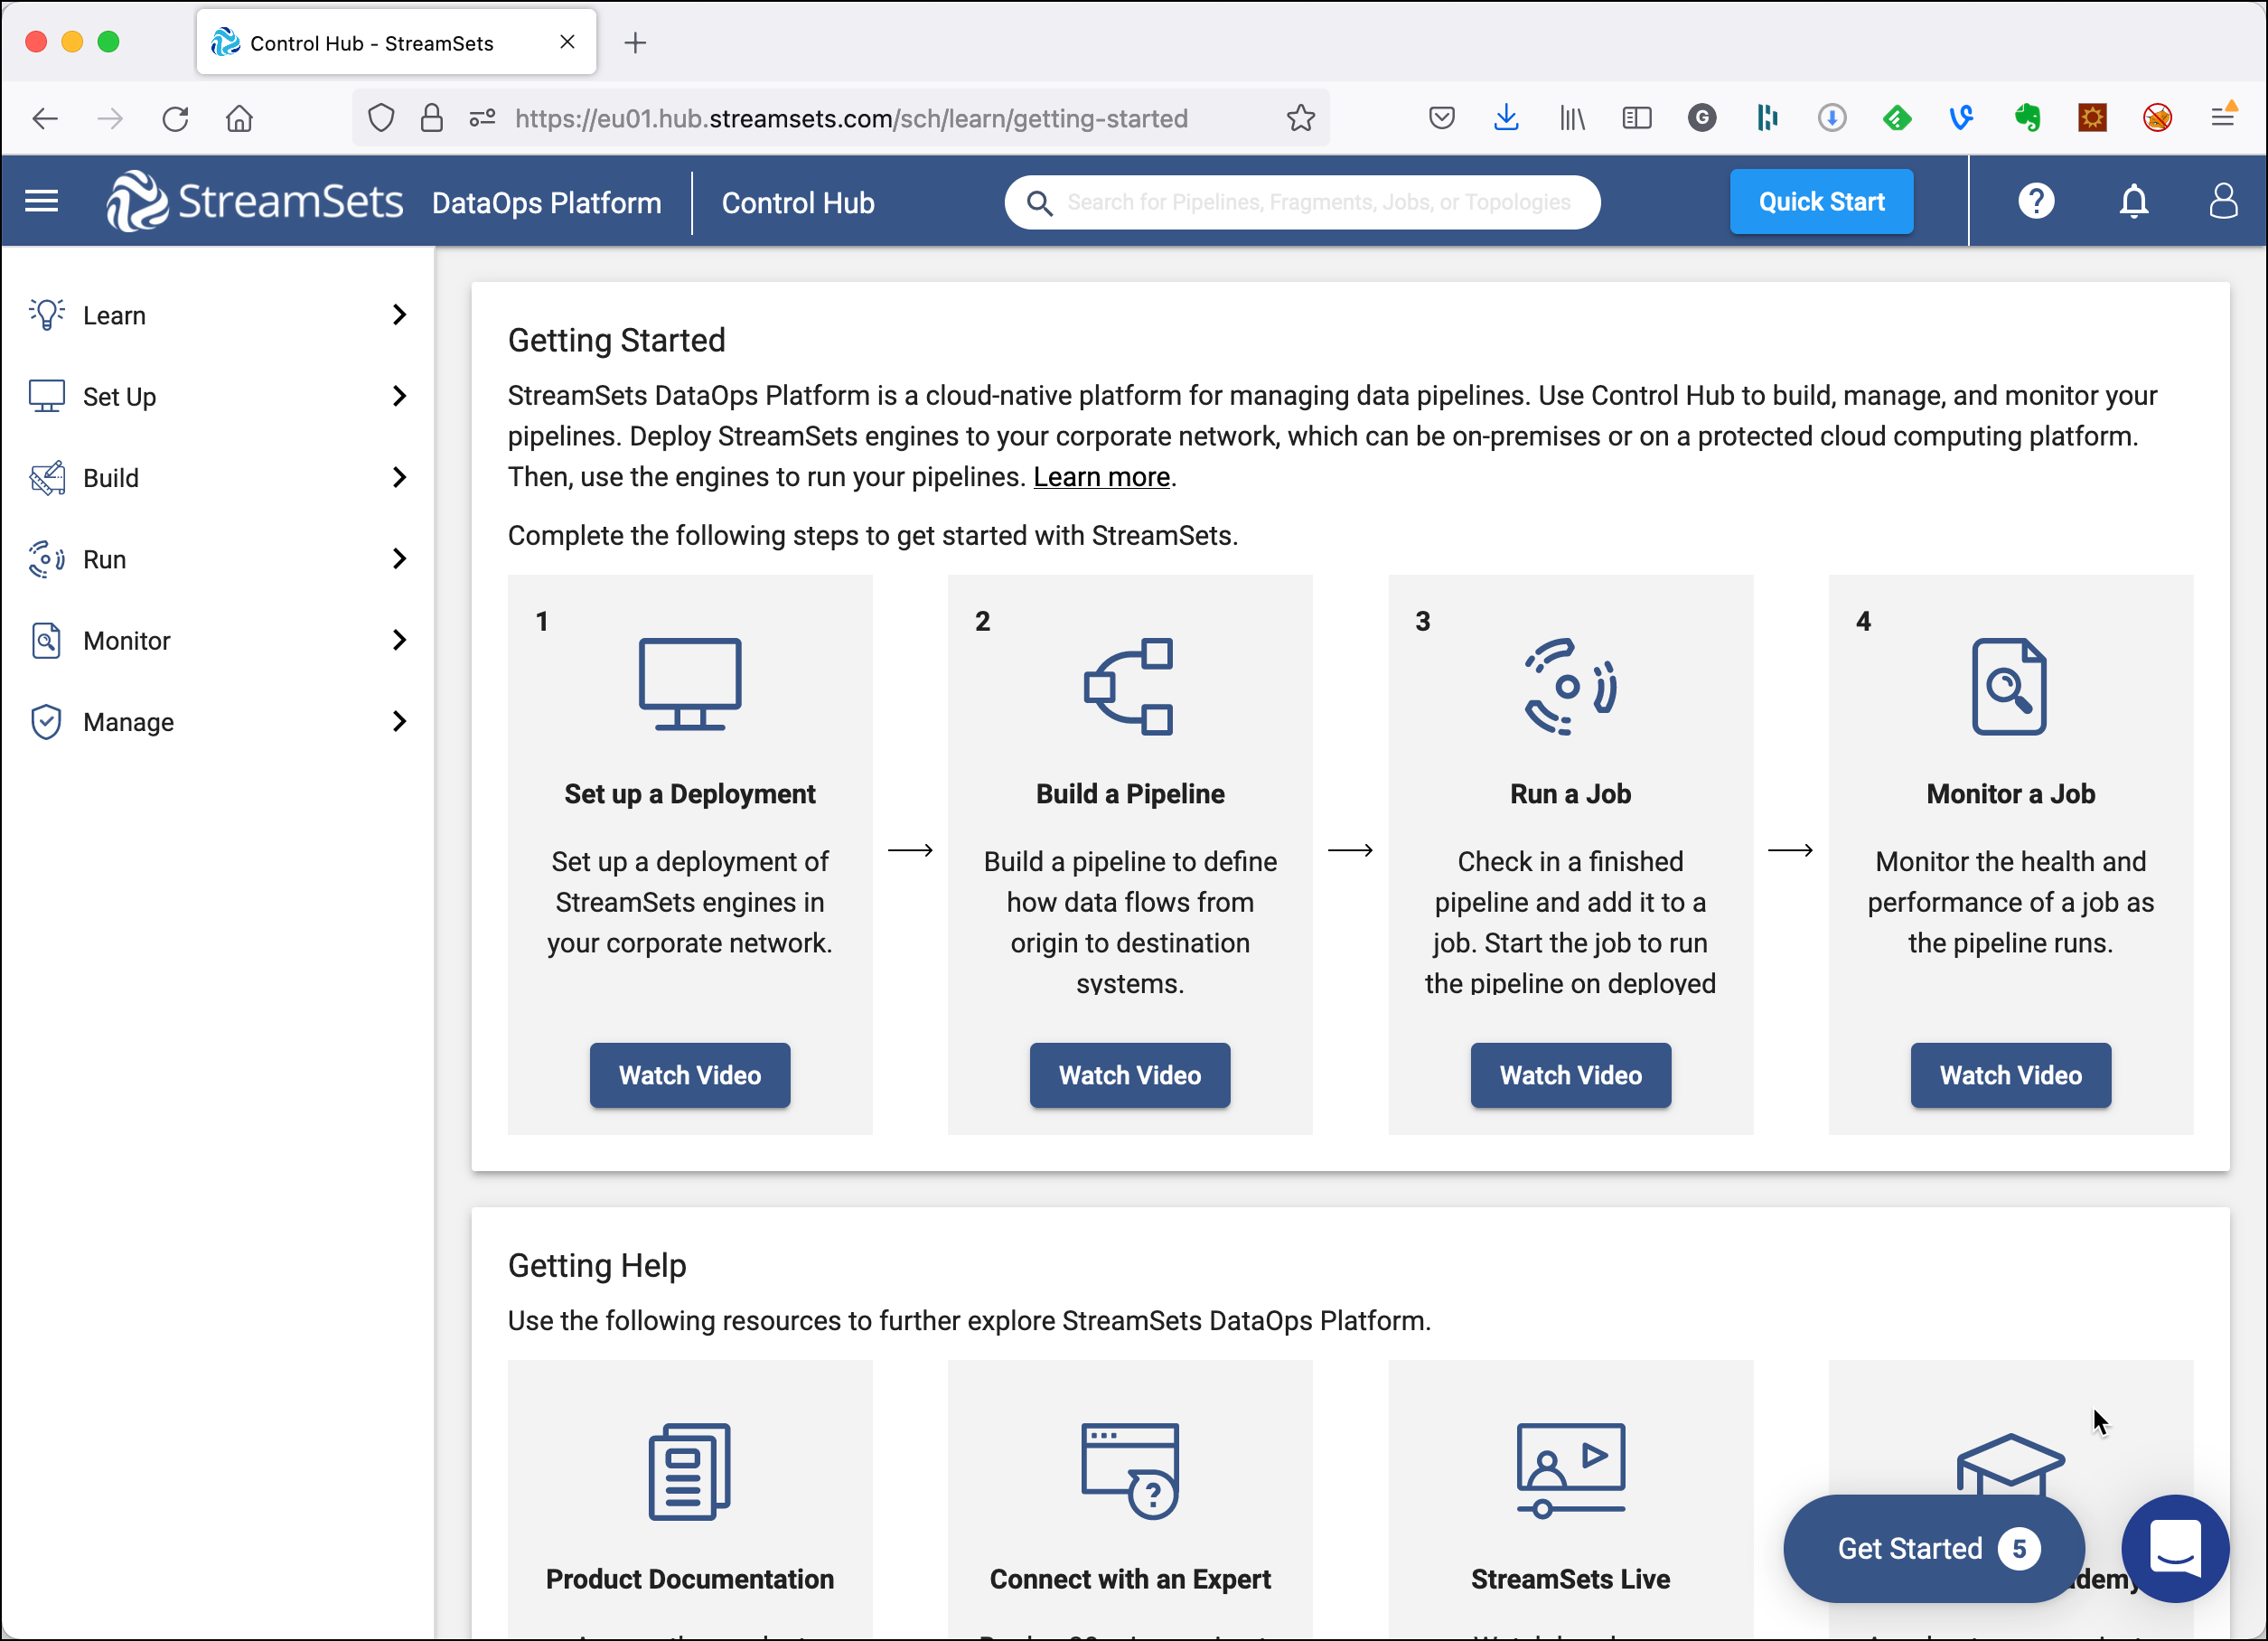 Control Hub - StreamSets
https://eu01.hub.streamsets.com/sch/learn/getting-started
StreamSets DataOps Platform Control Hub
Search for Pipelines, Fragments, Jobs, or Topologies
Quick Start
Learn
Set Up
Build
Run
Monitor
Manage
Getting Started
StreamSets DataOps Platform is a cloud-native platform for managing data pipelines. Use Control Hub to build, manage, and monitor your
pipelines. Deploy StreamSets engines to your corporate network, which can be on-premises or on a protected cloud computing platform.
Then, use the engines to run your pipelines. Learn more.
Complete the following steps to get started with StreamSets.
1
Set up a Deployment
Set up a deployment of
StreamSets engines in
your corporate network.
Watch Video
2
Build a Pipeline
Build a pipeline to define
how data flows from
origin to destination
systems.
Watch Video
3
Run a Job
Check in a finished
pipeline and add it to a
job. Start the job to run
the pipeline on deployed
Watch Video
4
Monitor a Job
Monitor the health and
performance of a job as
the pipeline runs.
Watch Video
Getting Help
Use the following resources to further explore StreamSets DataOps Platform.
Product Documentation
Connect with an Expert
StreamSets Live
Get Started 5